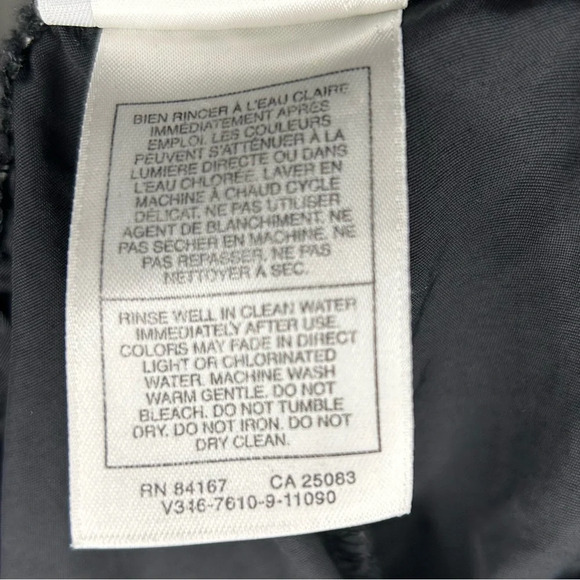 BIEN RINCER À L'EAU CLAIRE
IMMÉDIATEMENT APRÈS
EMPLOI. LES COULEURS
PEUVENT S'ATTÉNUER À LA
LUMIÈRE DIRECTE OU DANS
L'EAU CHLORÉE. LAVER EN
MACHINE À CHAUD CYCLE
DÉLICAT. NE PAS UTILISER
AGENT DE BLANCHIMENT. NE
PAS SÉCHER EN MACHINE. NE
PAS REPASSER. NE PAS
NETTOYER À SEC.
RINSE WELL IN CLEAN WATER
IMMEDIATELY AFTER USE.
COLORS MAY FADE IN DIRECT
LIGHT OR CHLORINATED
WATER. MACHINE WASH
WARM GENTLE. DO NOT
BLEACH. DO NOT TUMBLE
DRY. DO NOT IRON. DO NOT
DRY CLEAN.
RN 84167 CA 25083
V346-7610-9-11090